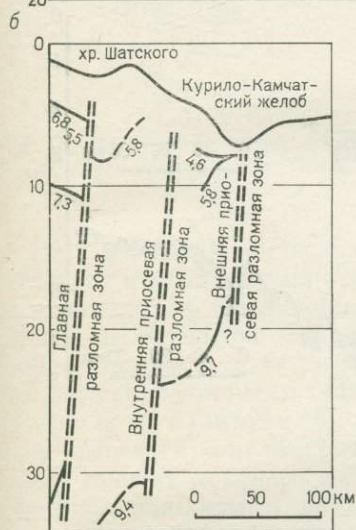 20
б
0
хр. Шатского
Курило-Камчат-
ский желоб
6,8
5,5
5,8
4,6
5,8
10
7,3
Главная
разломная зона
Внутренняя приосевая
разломная зона
Внешняя прио-
севая разломная зона
20
?
9,7
30
9,4
0 50 100 км